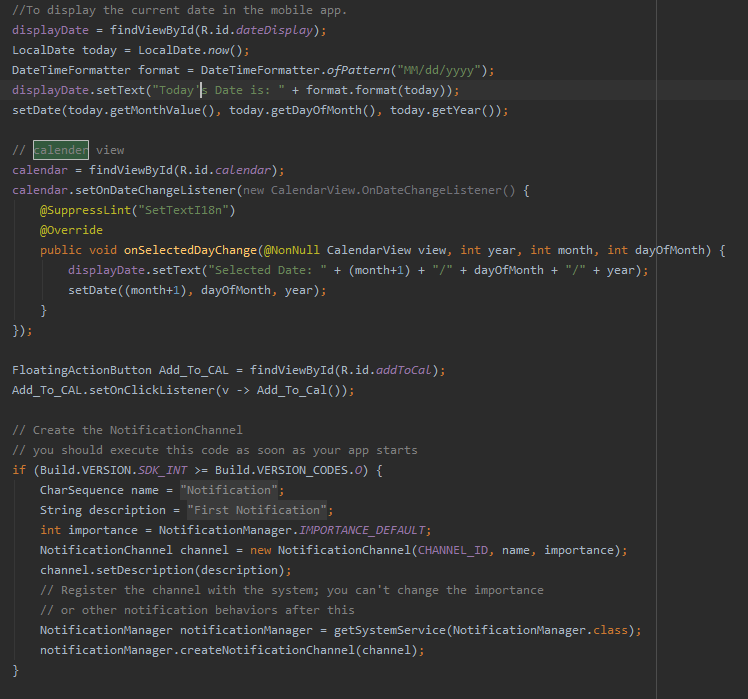 //To display the current date in the mobile app.
displayDate = findViewById(R.id.dateDisplay);
LocalDate today = LocalDate.now();
DateTimeFormatter format = DateTimeFormatter.ofPattern("MM/dd/yyyy");
displayDate.setText("Today's Date is: " + format.format(today));
setDate(today.getMonthValue(), today.getDayOfMonth(), today.getYear());
// calender view
calendar = findViewById(R.id.calendar);
calendar.setOnDateChangeListener(new CalendarView.OnDateChangeListener() {
@SuppressLint("SetTextI18n")
@Override
public void onSelectedDayChange(@NonNull CalendarView view, int year, int month, int dayOfMonth) {
displayDate.setText("Selected Date: " + (month+1) + "/" + dayOfMonth + "/" + year);
setDate((month+1), dayOfMonth, year);
}
});
FloatingActionButton Add_To_CAL = findViewById(R.id.addToCal);
Add_To_CAL.setOnClickListener(v -> Add_To_Cal());
// Create the NotificationChannel
// you should execute this code as soon as your app starts
if (Build.VERSION.SDK_INT >= Build.VERSION_CODES.O) {
CharSequence name = "Notification";
String description = "First Notification";
int importance = NotificationManager.IMPORTANCE_DEFAULT;
NotificationChannel channel = new NotificationChannel(CHANNEL_ID, name, importance);
channel.setDescription(description);
// Register the channel with the system; you can't change the importance
// or other notification behaviors after this
NotificationManager notificationManager = getSystemService(NotificationManager.class);
notificationManager.createNotificationChannel(channel);
}